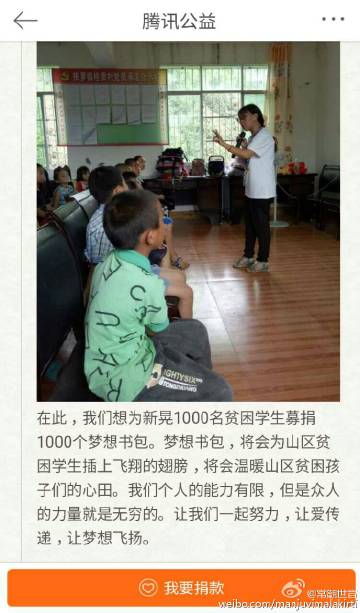 腾讯公益
在此，我们想为新晃1000名贫困学生募捐
1000个梦想书包。梦想书包，将会为山区贫
困学生插上飞翔的翅膀，将会温暖山区贫困孩
子们的心田。我们个人的能力有限，但是众人
的力量就是无穷的。让我们一起努力，让爱传
递，让梦想飞扬。
我要捐款
weibo.com/manjuvimalakirti